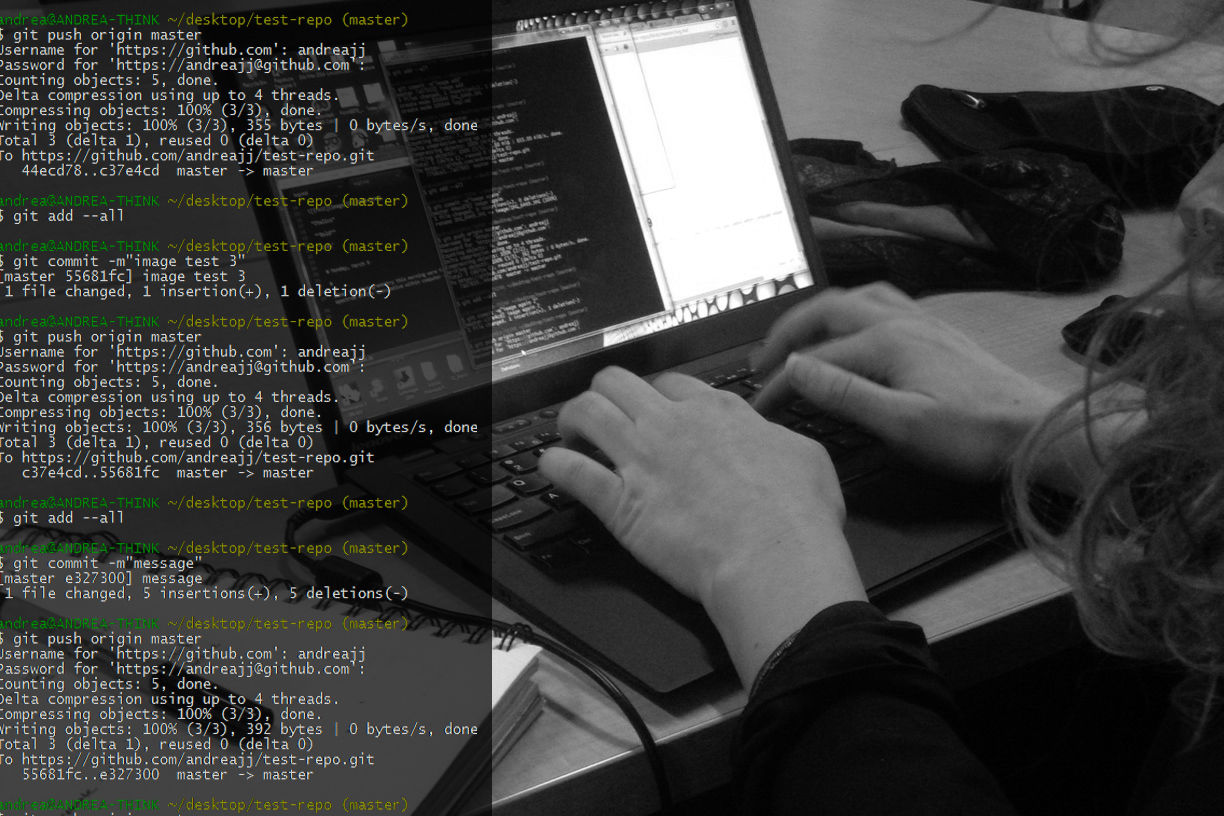 andrea@ANDREA-THINK ~/desktop/test-repo (master)
$ git push origin master
Username for 'https://github.com': andreajj
Password for 'https://andreajj@github.com':
Counting objects: 5, done.
Delta compression using up to 4 threads.
Compressing objects: 100% (3/3), done.
Writing objects: 100% (3/3), 355 bytes | 0 bytes/s, done
Total 3 (delta 1), reused 0 (delta 0)
To https://github.com/andreajj/test-repo.git
44ecd78..c37e4cd master -> master
andrea@ANDREA-THINK ~/desktop/test-repo (master)
$ git add --all
andrea@ANDREA-THINK ~/desktop/test-repo (master)
$ git commit -m"image test 3"
[master 55681fc] image test 3
1 file changed, 1 insertion(+), 1 deletion(-)
andrea@ANDREA-THINK ~/desktop/test-repo (master)
$ git push origin master
Username for 'https://github.com': andreajj
Password for 'https://andreajj@github.com':
Counting objects: 5, done.
Delta compression using up to 4 threads.
Compressing objects: 100% (3/3), done.
Writing objects: 100% (3/3), 356 bytes | 0 bytes/s, done
Total 3 (delta 1), reused 0 (delta 0)
To https://github.com/andreajj/test-repo.git
c37e4cd..55681fc master -> master
andrea@ANDREA-THINK ~/desktop/test-repo (master)
$ git add --all
andrea@ANDREA-THINK ~/desktop/test-repo (master)
$ git commit -m"message"
[master e327300] message
1 file changed, 5 insertions(+), 5 deletions(-)
andrea@ANDREA-THINK ~/desktop/test-repo (master)
$ git push origin master
Username for 'https://github.com': andreajj
Password for 'https://andreajj@github.com':
Counting objects: 5, done.
Delta compression using up to 4 threads.
Compressing objects: 100% (3/3), done.
Writing objects: 100% (3/3), 392 bytes | 0 bytes/s, done
Total 3 (delta 1), reused 0 (delta 0)
To https://github.com/andreajj/test-repo.git
55681fc..e327300 master -> master
andrea@ANDREA-THINK ~/desktop/test-repo (master)